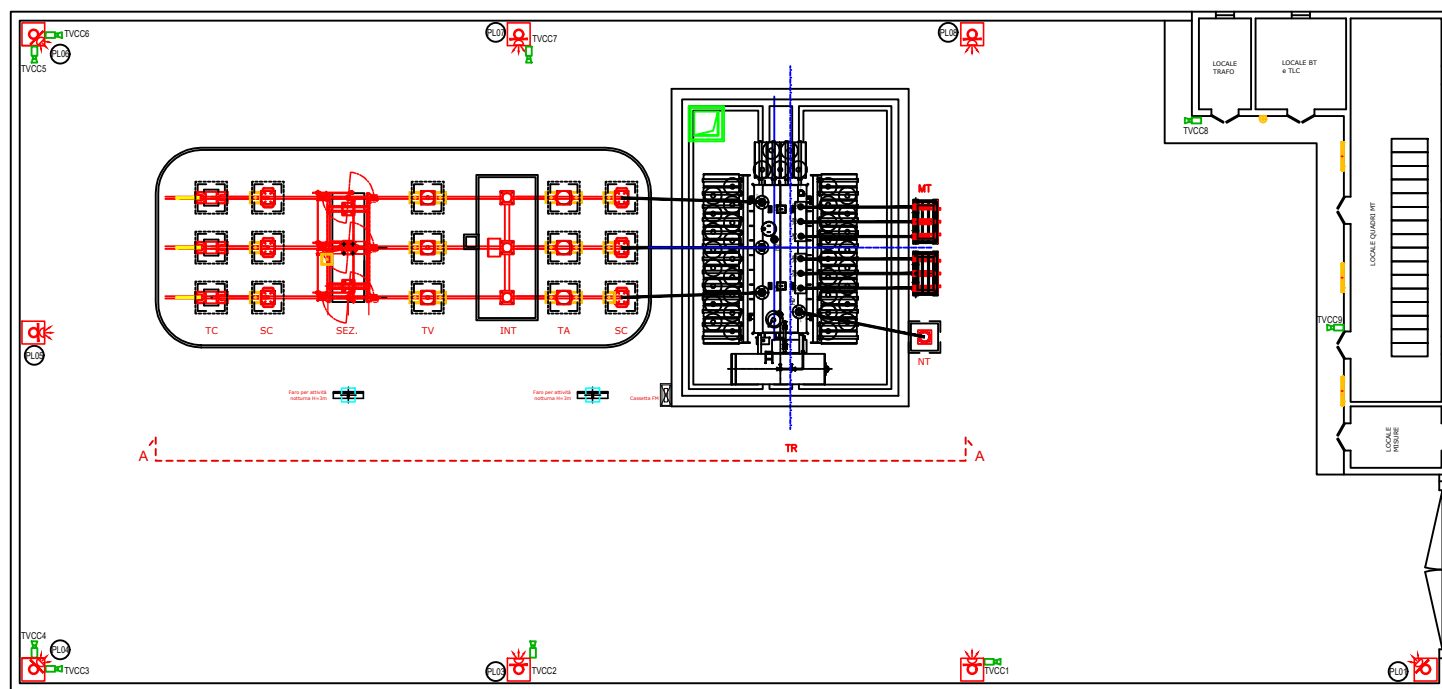 TVCC6
PL06
TVCC5
PL07
TVCC7
PL08
LOCALE
TRAFO
LOCALE BT
e TLC
TVCC8
MT
LOCALE QUADRI MT
TVCC9
TC
SC
SEZ.
TV
INT
TA
SC
NT
PL05
Faro per attività
notturna H=3m
Faro per attività
notturna H=3m
Cassetta FM
LOCALE
MISURE
A
TR
A
TVCC4
PL04
TVCC3
PL03
TVCC2
TVCC1
PL01